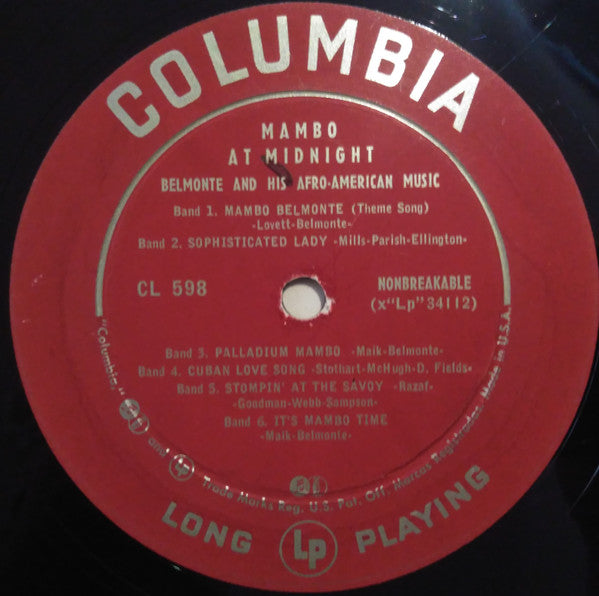 COLUMBIA
MAMBO
AT MIDNIGHT
BELMONTE AND HIS AFRO-AMERICAN MUSIC
Band 1. MAMBO BELMONTE (Theme Song)
-Lovett-Belmonte-
Band 2. SOPHISTICATED LADY -Mills-Parish-Ellington-
CL 598
NONBREAKABLE
(x"Lp" 34112)
Band 3. PALLADIUM MAMBO -Maik-Belmonte-
Band 4. CUBAN LOVE SONG -Stothart-McHugh-D. Fields-
Band 5. STOMPIN' AT THE SAVOY -Razaf-
-Goodman-Webb-Sampson-
Band 6. IT'S MAMBO TIME
-Maik-Belmonte-
"Columbia," and Lp Trade Marks Reg. U.S. Pat. Off. Marcas Registradas. Made in U.S.A.
LONG Lp PLAYING